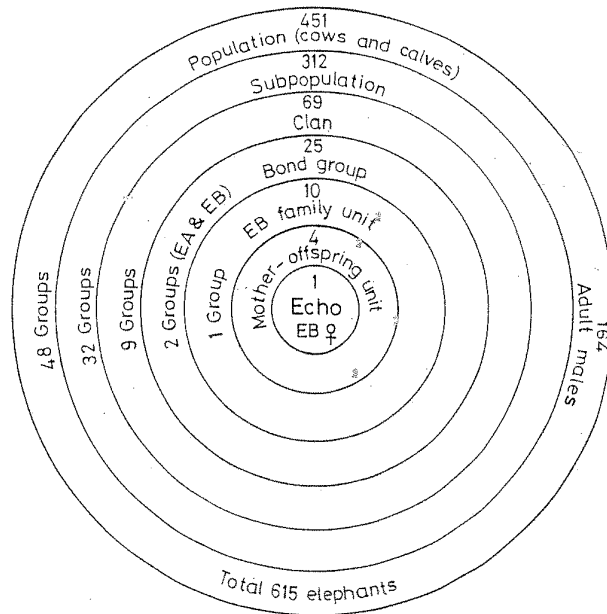 451
Population (cows and calves)
312
Subpopulation
69
Clan
25
Bond group
10
EB family unit
4
Mother-offspring unit
1
Echo
EB ♀
1 Group
2 Groups (EA & EB)
9 Groups
32 Groups
48 Groups
164
Adult males
Total 615 elephants